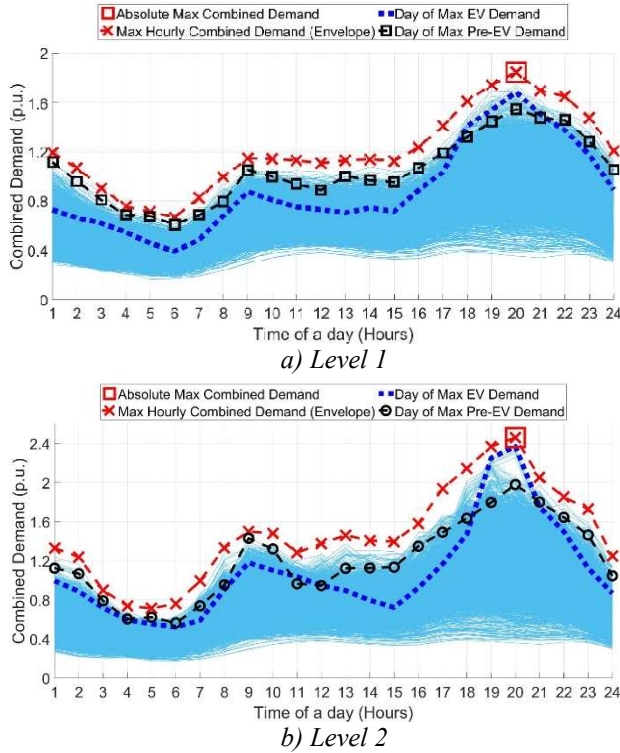 Absolute Max Combined Demand Day of Max EV Demand
Max Hourly Combined Demand (Envelope) Day of Max Pre-EV Demand
Combined Demand (p.u.)
2
1.6
1.2
0.8
0.4
0
1 2 3 4 5 6 7 8 9 10 11 12 13 14 15 16 17 18 19 20 21 22 23 24
Time of a day (Hours)
a) Level 1
Absolute Max Combined Demand Day of Max EV Demand
Max Hourly Combined Demand (Envelope) Day of Max Pre-EV Demand
Combined Demand (p.u.)
2.4
2
1.6
1.2
0.8
0.4
0
1 2 3 4 5 6 7 8 9 10 11 12 13 14 15 16 17 18 19 20 21 22 23 24
Time of a day (Hours)
b) Level 2